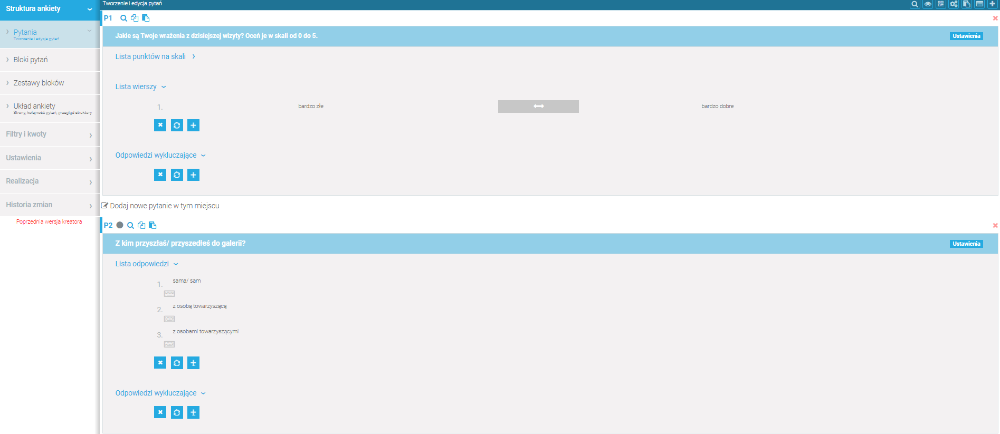 Struktura ankiety
Pytania
Tworzenie i edycja pytań
Bloki pytań
Zestawy bloków
Układ ankiety
Strony, kolejność pytań, przegląd struktury
Filtry i kwoty
Ustawienia
Realizacja
Historia zmian
Poprzednia wersja kreatora
Tworzenie i edycja pytań
P1
Jakie są Twoje wrażenia z dzisiejszej wizyty? Oceń je w skali od 0 do 5.
Ustawienia
Lista punktów na skali
Lista wierszy
1. bardzo złe bardzo dobre
Odpowiedzi wykluczające
Dodaj nowe pytanie w tym miejscu
P2
Z kim przyszłaś/ przyszedłeś do galerii?
Ustawienia
Lista odpowiedzi
1. sama/ sam
2. z osobą towarzyszącą
3. z osobami towarzyszącymi
Odpowiedzi wykluczające